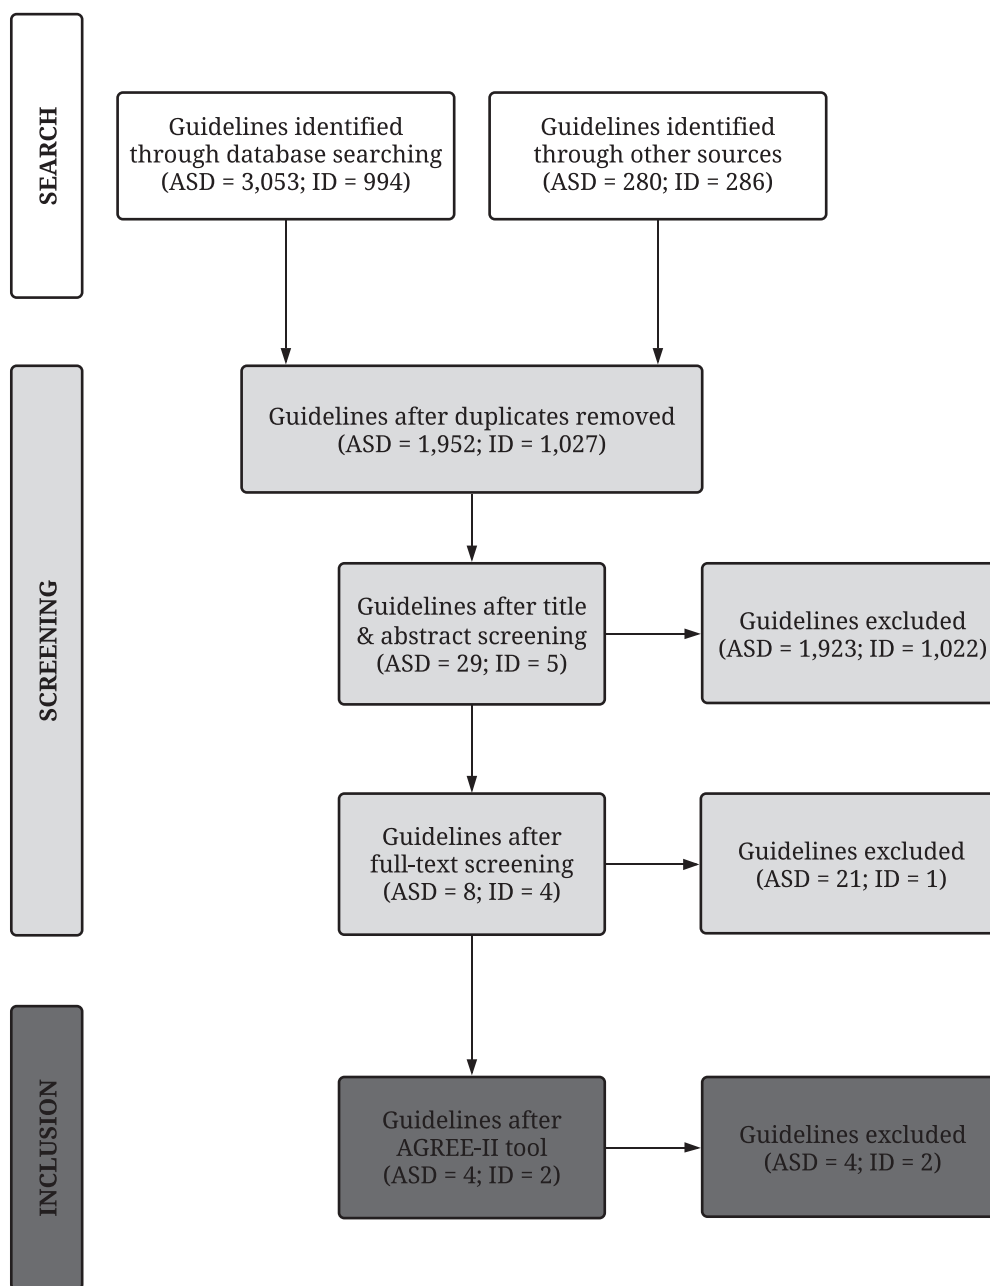 SEARCH
Guidelines identified
through database searching
(ASD = 3,053; ID = 994)
Guidelines identified
through other sources
(ASD = 280; ID = 286)
SCREENING
Guidelines after duplicates removed
(ASD = 1,952; ID = 1,027)
Guidelines after title
& abstract screening
(ASD = 29; ID = 5)
Guidelines excluded
(ASD = 1,923; ID = 1,022)
Guidelines after
full-text screening
(ASD = 8; ID = 4)
Guidelines excluded
(ASD = 21; ID = 1)
INCLUSION
Guidelines after
AGREE-II tool
(ASD = 4; ID = 2)
Guidelines excluded
(ASD = 4; ID = 2)